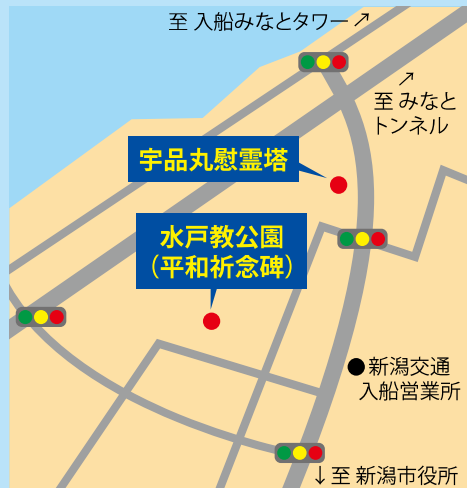 至 入船みなとタワー↗
↗
至 みなと
トンネル
宇品丸慰霊塔
水戸教公園
（平和祈念碑）
新潟交通
入船営業所
↓至 新潟市役所